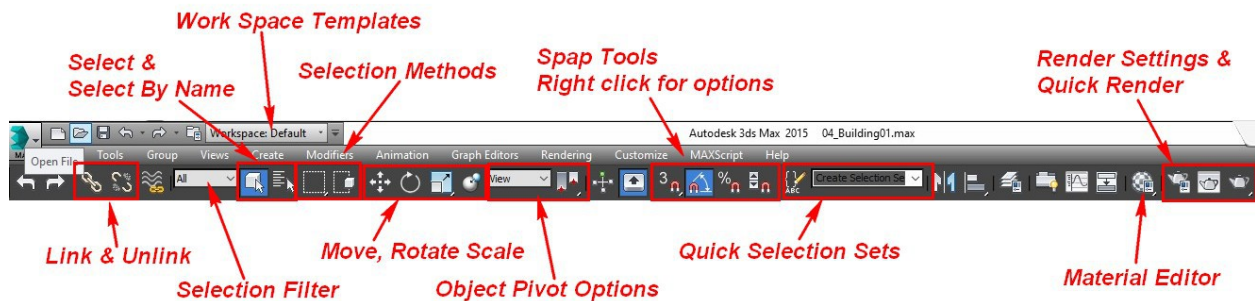 Work Space Templates
Select &
Select By Name
Selection Methods
Spap Tools
Right click for options
Render Settings &
Quick Render
Workspace: Default
Autodesk 3ds Max 2015 04_Building01.max
Open File
Tools Group Views Create Modifiers Animation Graph Editors Rendering Customize MAXScript Help
All
View
3
%
ABC
Create Selection Se
Link & Unlink
Move, Rotate Scale
Quick Selection Sets
Material Editor
Selection Filter
Object Pivot Options